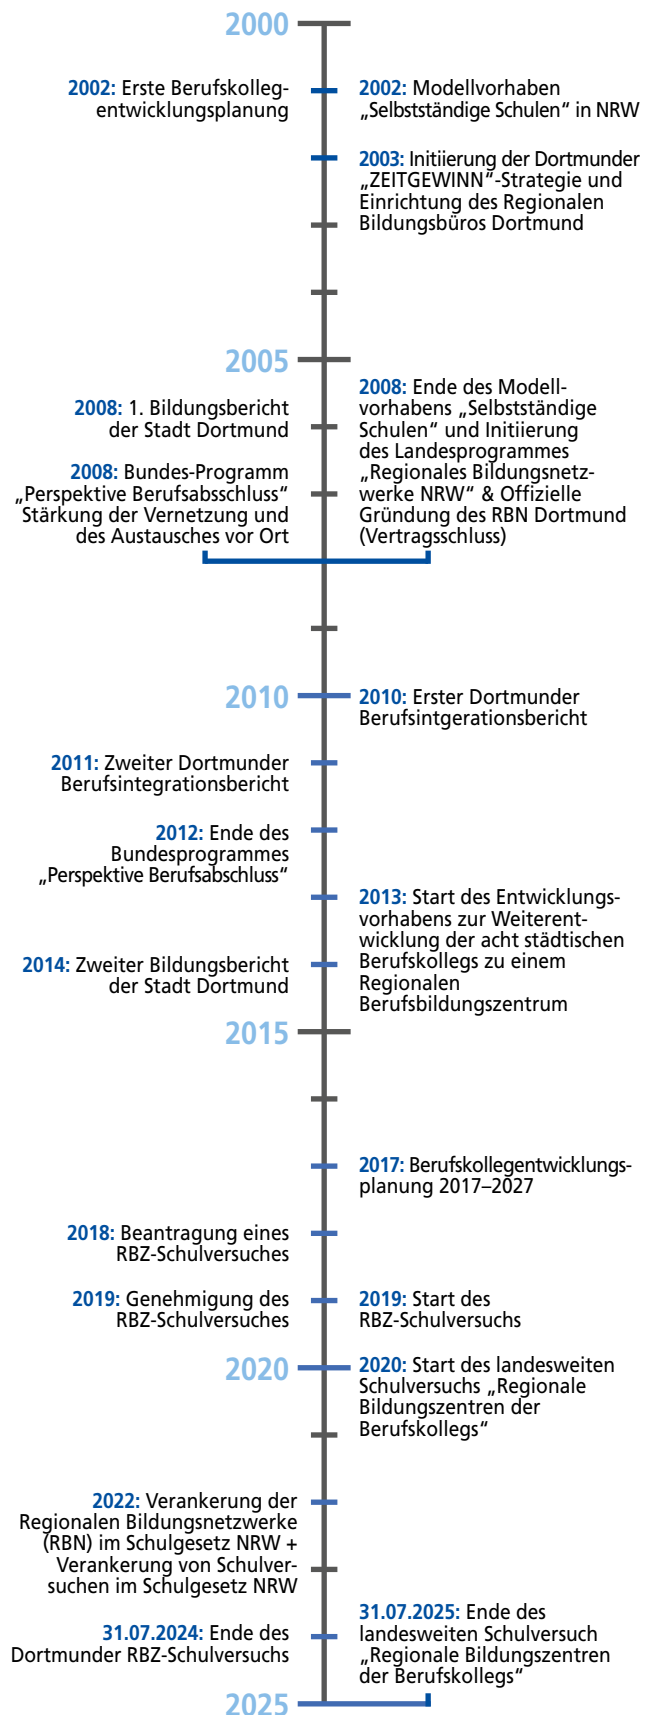 2000
2002: Erste Berufskolleg-
entwicklungsplanung
2002: Modellvorhaben
„Selbstständige Schulen“ in NRW
2003: Initiierung der Dortmunder
„ZEITGEWINN“-Strategie und
Einrichtung des Regionalen
Bildungsbüros Dortmund
2005
2008: 1. Bildungsbericht
der Stadt Dortmund
2008: Bundes-Programm
„Perspektive Berufsabsschluss“
Stärkung der Vernetzung und
des Austausches vor Ort
2008: Ende des Modell-
vorhabens „Selbstständige
Schulen“ und Initiierung
des Landesprogrammes
„Regionales Bildungsnetz-
werke NRW“ & Offizielle
Gründung des RBN Dortmund
(Vertragsschluss)
2010
2010: Erster Dortmunder
Berufsintgerationsbericht
2011: Zweiter Dortmunder
Berufsintegrationsbericht
2012: Ende des
Bundesprogrammes
„Perspektive Berufsabschluss“
2013: Start des Entwicklungs-
vorhabens zur Weiterent-
wicklung der acht städtischen
Berufskollegs zu einem
Regionalen
Berufsbildungszentrum
2014: Zweiter Bildungsbericht
der Stadt Dortmund
2015
2017: Berufskollegentwicklungs-
planung 2017–2027
2018: Beantragung eines
RBZ-Schulversuches
2019: Genehmigung des
RBZ-Schulversuches
2019: Start des
RBZ-Schulversuchs
2020
2020: Start des landesweiten
Schulversuchs „Regionale
Bildungszentren der
Berufskollegs“
2022: Verankerung der
Regionalen Bildungsnetzwerke
(RBN) im Schulgesetz NRW +
Verankerung von Schulver-
suchen im Schulgesetz NRW
31.07.2024: Ende des
Dortmunder RBZ-Schulversuchs
31.07.2025: Ende des
landesweiten Schulversuch
„Regionale Bildungszentren
der Berufskollegs“
2025